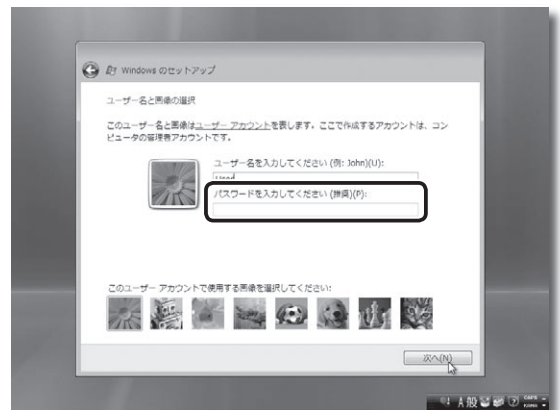 Windows のセットアップ
ユーザー名と画像の選択
このユーザー名と画像はユーザー アカウントを表します。ここで作成するアカウントは、コン
ピュータの管理者アカウントです。
ユーザー名を入力してください (例: John)(U):
パスワードを入力してください (推奨)(P):
このユーザー アカウントで使用する画像を選択してください:
次へ(N)
A 般
CAPS
KANA